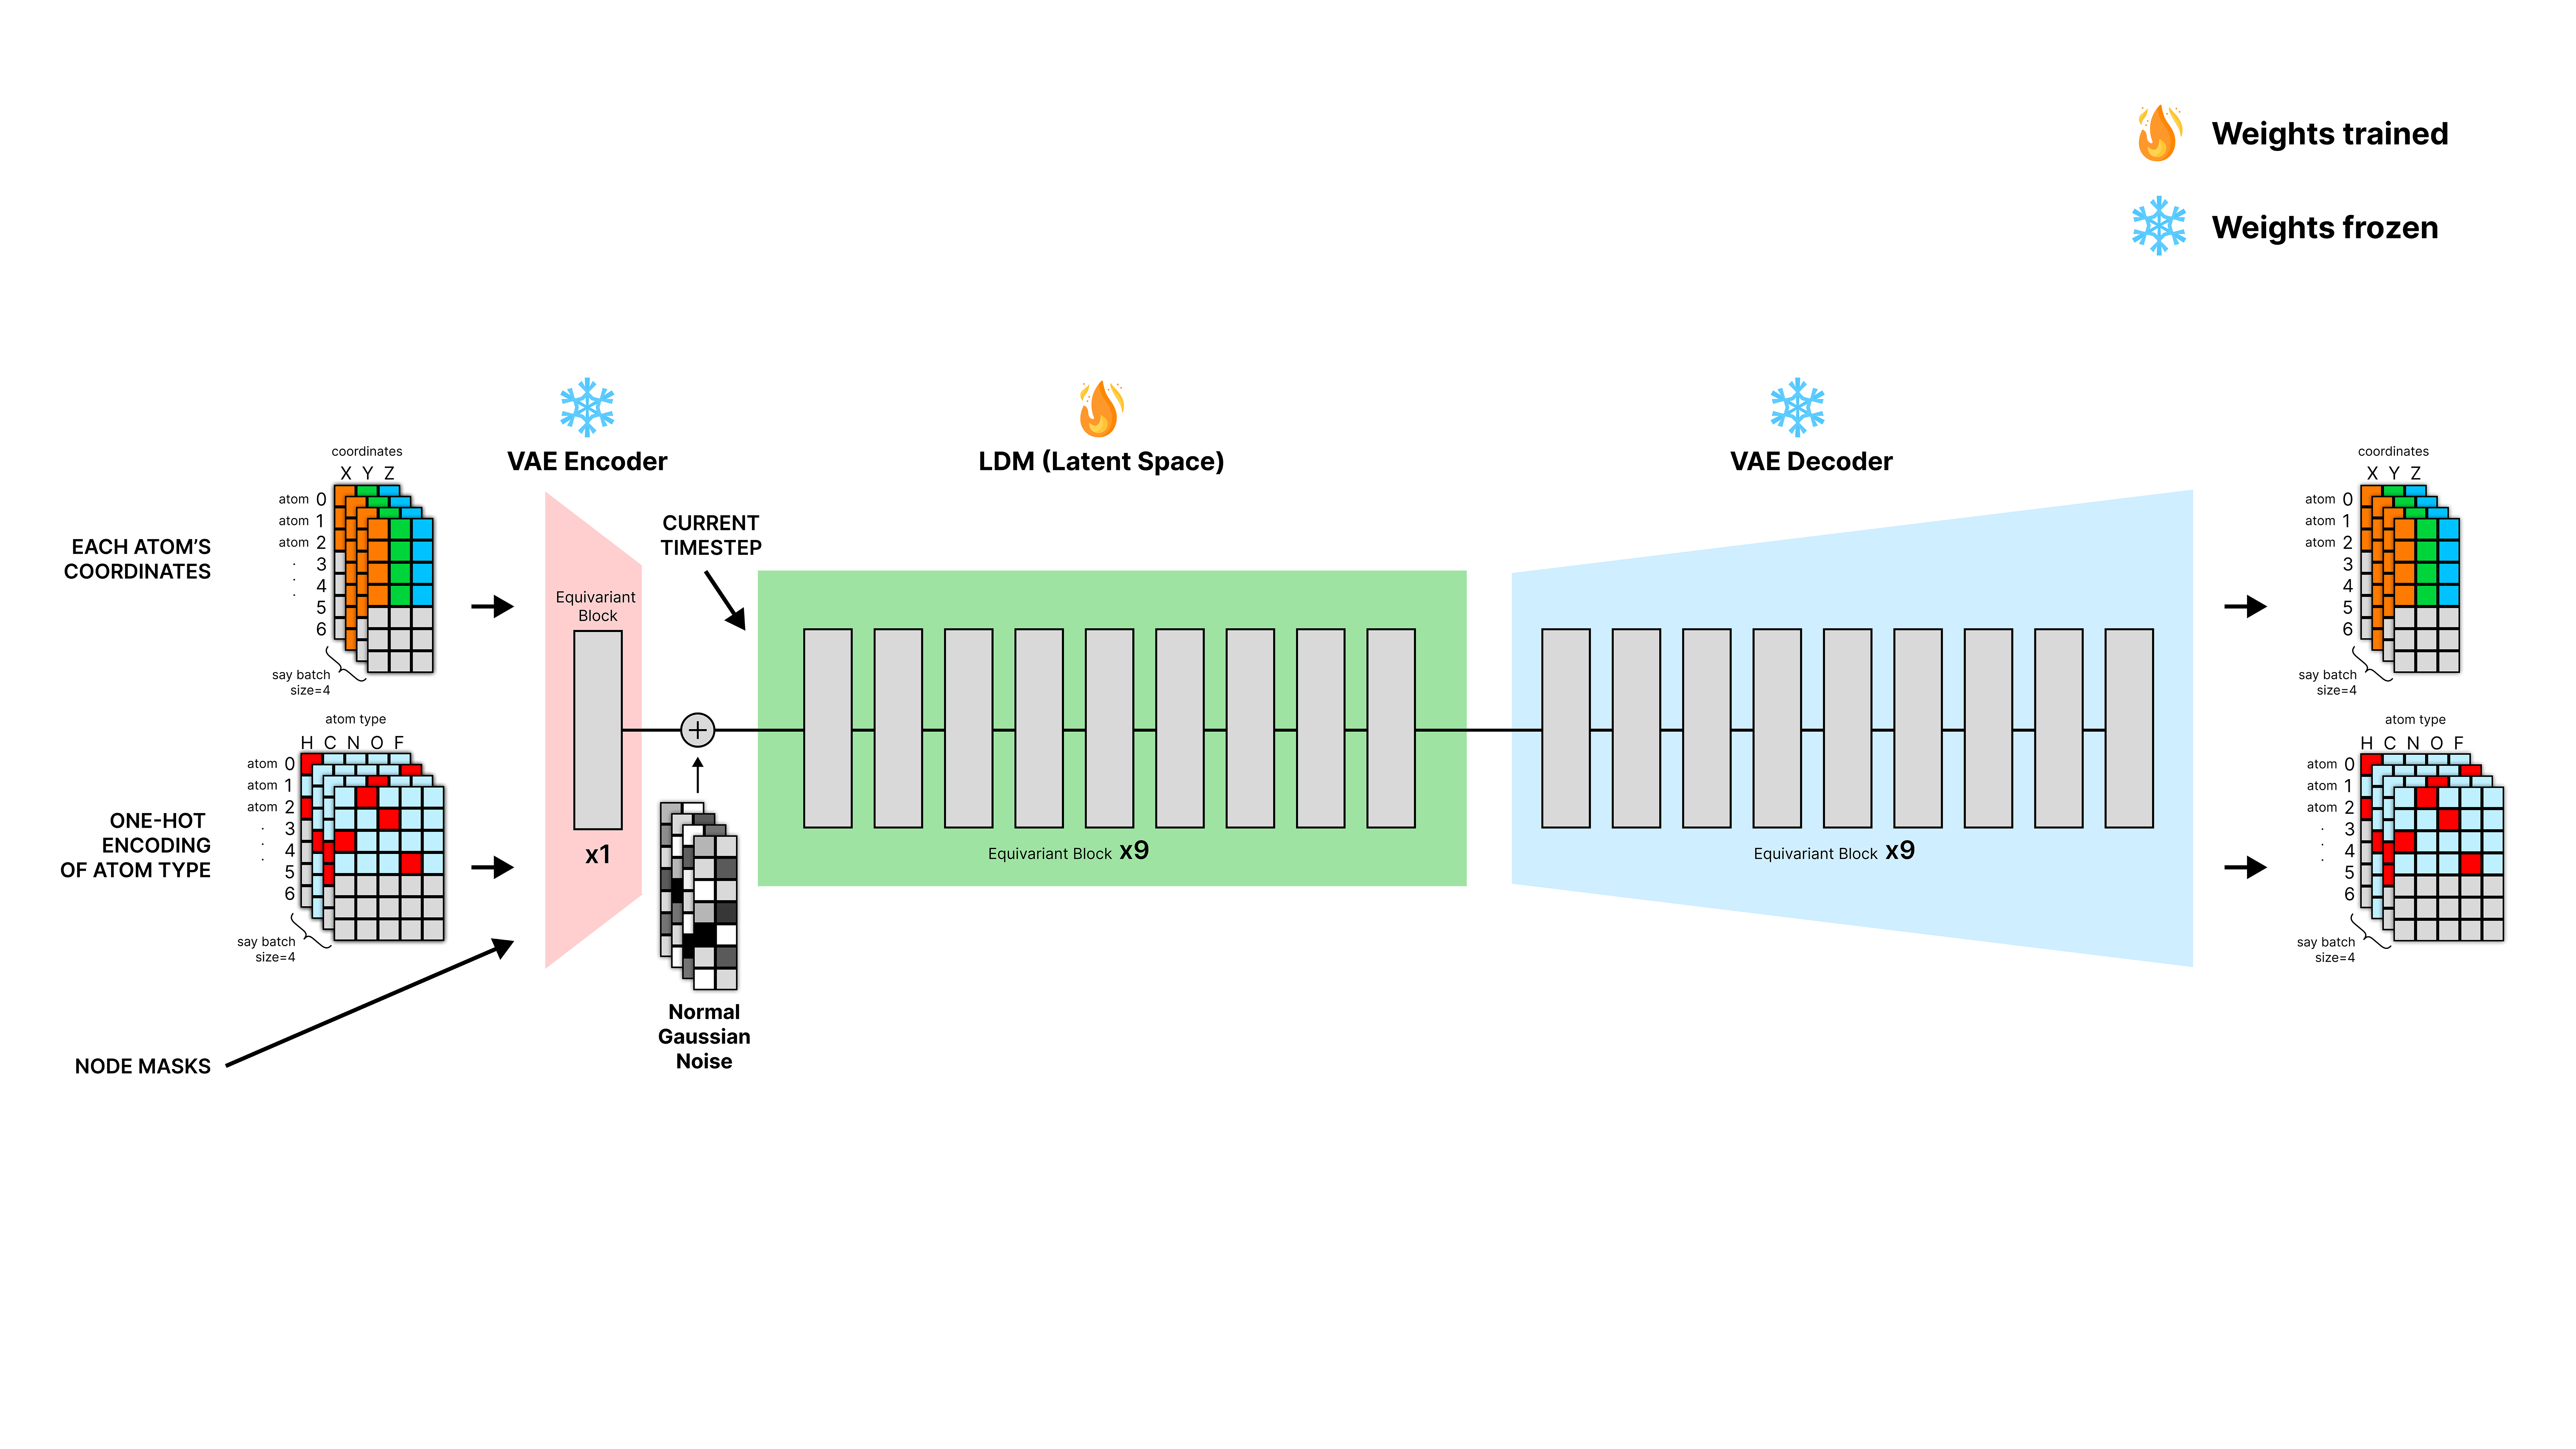 Weights trained
Weights frozen
VAE Encoder
LDM (Latent Space)
VAE Decoder
EACH ATOM'S
COORDINATES
coordinates
X Y Z
atom 0
atom 1
atom 2
. 3
. 4
. 5
6
say batch
size=4
ONE-HOT
ENCODING
OF ATOM TYPE
atom type
H C N O F
atom 0
atom 1
atom 2
. 3
. 4
. 5
6
say batch
size=4
NODE MASKS
Equivariant
Block
x1
CURRENT
TIMESTEP
+
Normal
Gaussian
Noise
Equivariant Block x9
Equivariant Block x9
coordinates
X Y Z
atom 0
atom 1
atom 2
3
4
5
6
say batch
size=4
atom type
H C N O F
atom 0
atom 1
atom 2
. 3
. 4
. 5
6
say batch
size=4